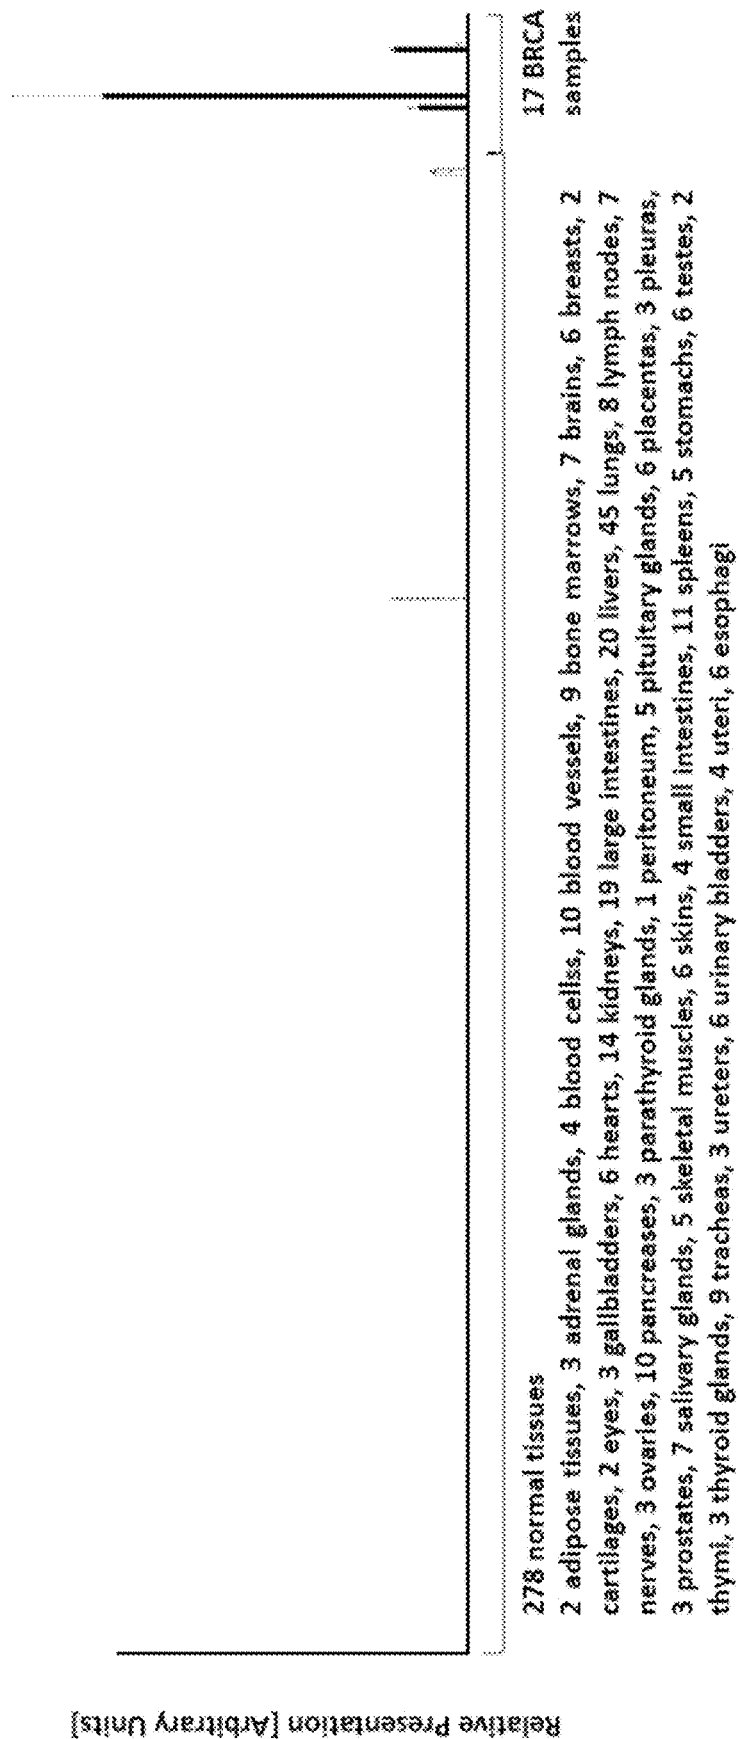 Relative Presentation [Arbitrary Units]
278 normal tissues
2 adipose tissues, 3 adrenal glands, 4 blood cellss, 10 blood vessels, 9 bone marrows, 7 brains, 6 breasts, 2
cartilages, 2 eyes, 3 gallbladders, 6 hearts, 14 kidneys, 19 large intestines, 20 livers, 45 lungs, 8 lymph nodes, 7
nerves, 3 ovaries, 10 pancreases, 3 parathyroid glands, 1 peritoneum, 5 pituitary glands, 6 placentas, 3 pleuras,
3 prostates, 7 salivary glands, 5 skeletal muscles, 6 skins, 4 small intestines, 11 spleens, 5 stomachs, 6 testes, 2
thymi, 3 thyroid glands, 9 tracheas, 3 ureters, 6 urinary bladders, 4 uteri, 6 esophagi
17 BRCA
samples